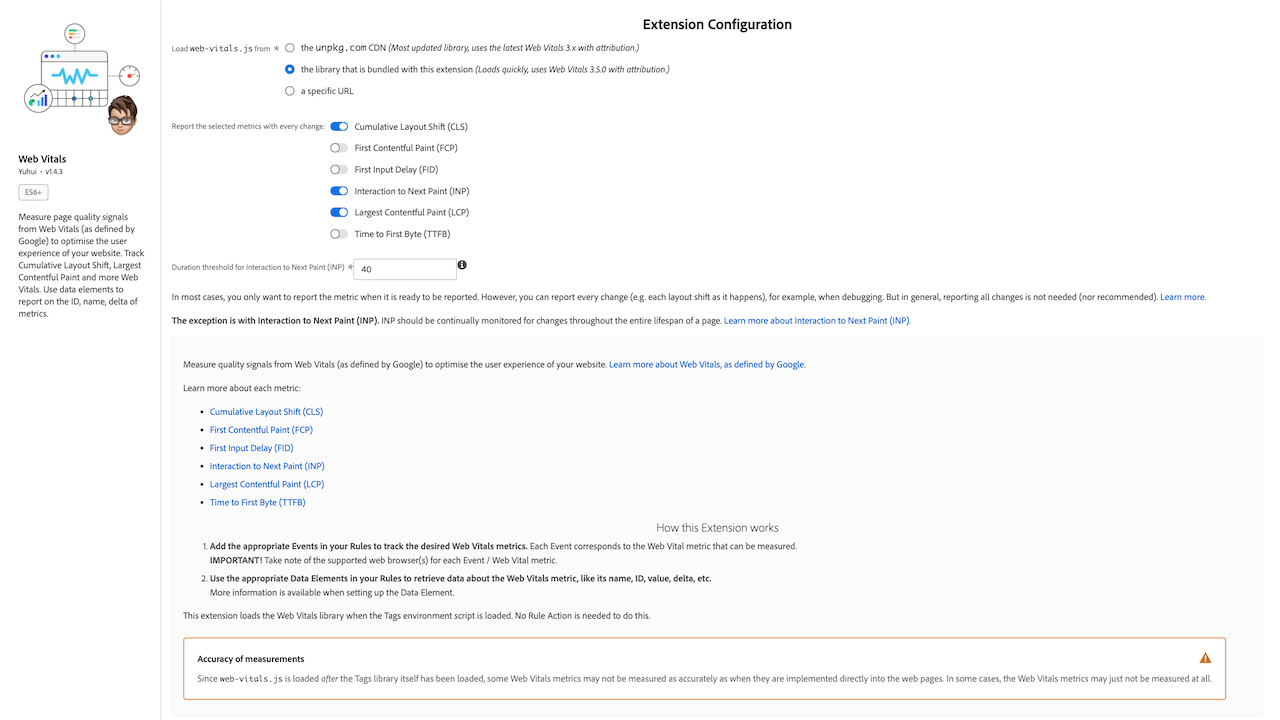 Web Vitals
Yuhui - v1.4.3
ES6+
Measure page quality signals
from Web Vitals (as defined by
Google) to optimise the user
experience of your website. Track
Cumulative Layout Shift, Largest
Contentful Paint and more Web
Vitals. Use data elements to
report on the ID, name, delta of
metrics.
Extension Configuration
Load web-vitals.js from *
the unpkg.com CDN (Most updated library, uses the latest Web Vitals 3.x with attribution.)
the library that is bundled with this extension (Loads quickly, uses Web Vitals 3.5.0 with attribution.)
a specific URL
Report the selected metrics with every change:
Cumulative Layout Shift (CLS)
First Contentful Paint (FCP)
First Input Delay (FID)
Interaction to Next Paint (INP)
Largest Contentful Paint (LCP)
Time to First Byte (TTFB)
Duration threshold for Interaction to Next Paint (INP) * 40
In most cases, you only want to report the metric when it is ready to be reported. However, you can report every change (e.g. each layout shift as it happens), for example, when debugging. But in general, reporting all changes is not needed (nor recommended). Learn more.
The exception is with Interaction to Next Paint (INP). INP should be continually monitored for changes throughout the entire lifespan of a page. Learn more about Interaction to Next Paint (INP).
Measure quality signals from Web Vitals (as defined by Google) to optimise the user experience of your website. Learn more about Web Vitals, as defined by Google.
Learn more about each metric:
• Cumulative Layout Shift (CLS)
• First Contentful Paint (FCP)
• First Input Delay (FID)
• Interaction to Next Paint (INP)
• Largest Contentful Paint (LCP)
• Time to First Byte (TTFB)
How this Extension works
1. Add the appropriate Events in your Rules to track the desired Web Vitals metrics. Each Event corresponds to the Web Vital metric that can be measured.
IMPORTANT! Take note of the supported web browser(s) for each Event / Web Vital metric.
2. Use the appropriate Data Elements in your Rules to retrieve data about the Web Vitals metric, like its name, ID, value, delta, etc.
More information is available when setting up the Data Element.
This extension loads the Web Vitals library when the Tags environment script is loaded. No Rule Action is needed to do this.
Accuracy of measurements
Since web-vitals.js is loaded after the Tags library itself has been loaded, some Web Vitals metrics may not be measured as accurately as when they are implemented directly into the web pages. In some cases, the Web Vitals metrics may just not be measured at all.